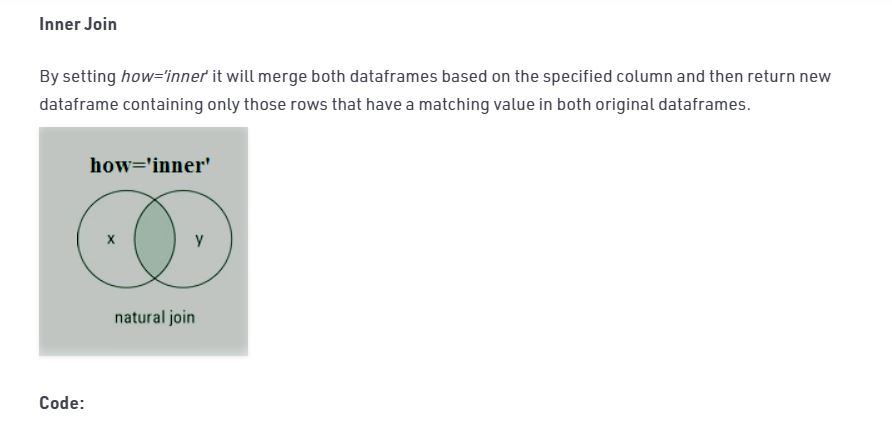 Inner Join
By setting how='inner' it will merge both dataframes based on the specified column and then return new
dataframe containing only those rows that have a matching value in both original dataframes.
how='inner'
x y
natural join
Code: